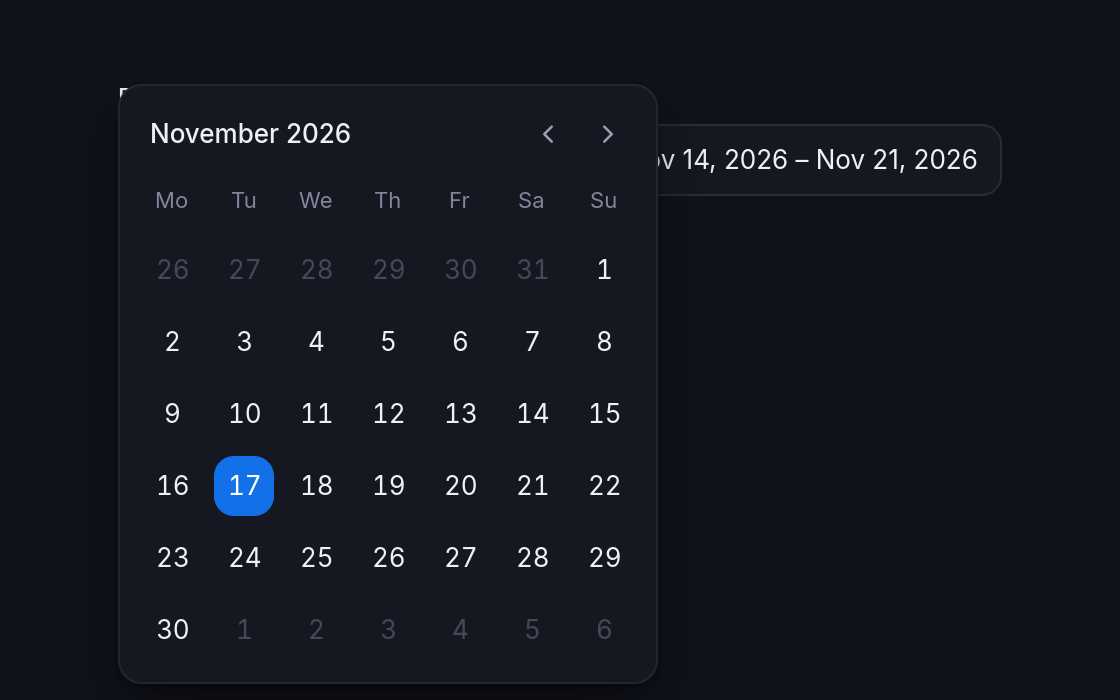 November 2026
14, 2026 – Nov 21, 2026
Mo Tu We Th Fr Sa Su
26 27 28 29 30 31 1
2 3 4 5 6 7 8
9 10 11 12 13 14 15
16 17 18 19 20 21 22
23 24 25 26 27 28 29
30 1 2 3 4 5 6